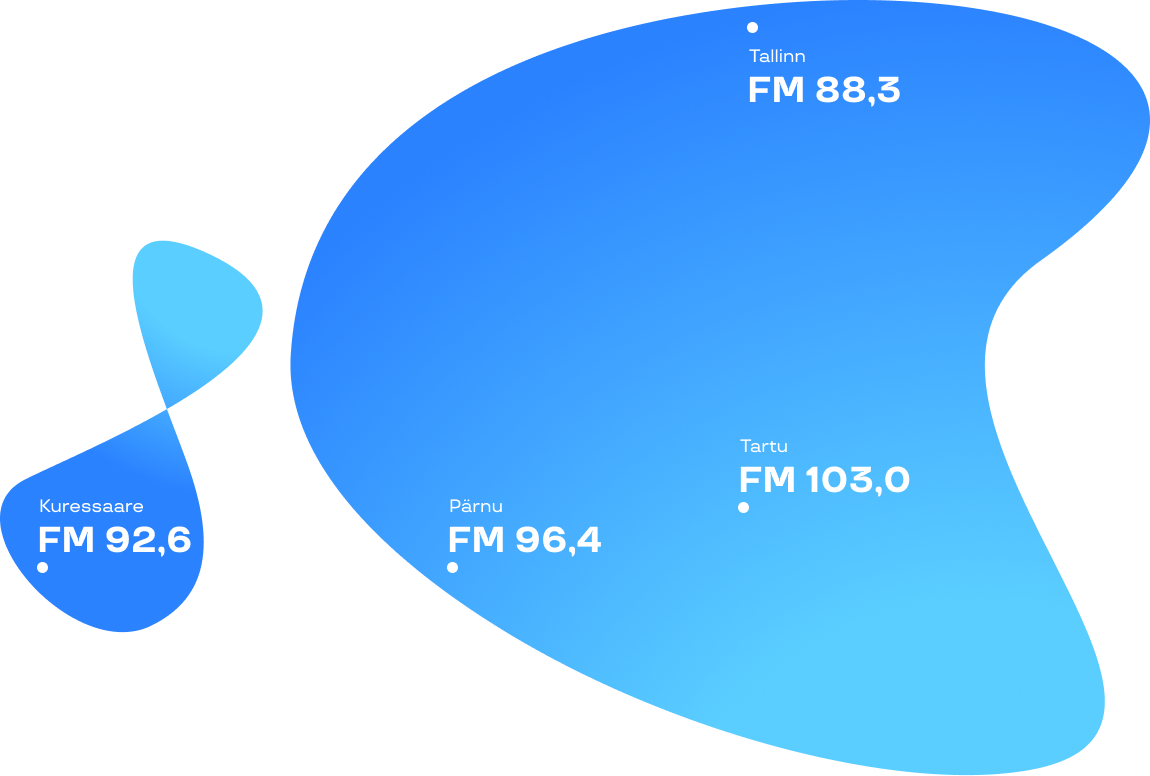 Tallinn
FM 88,3
Tartu
FM 103,0
Kuressaare
FM 92,6
Pärnu
FM 96,4